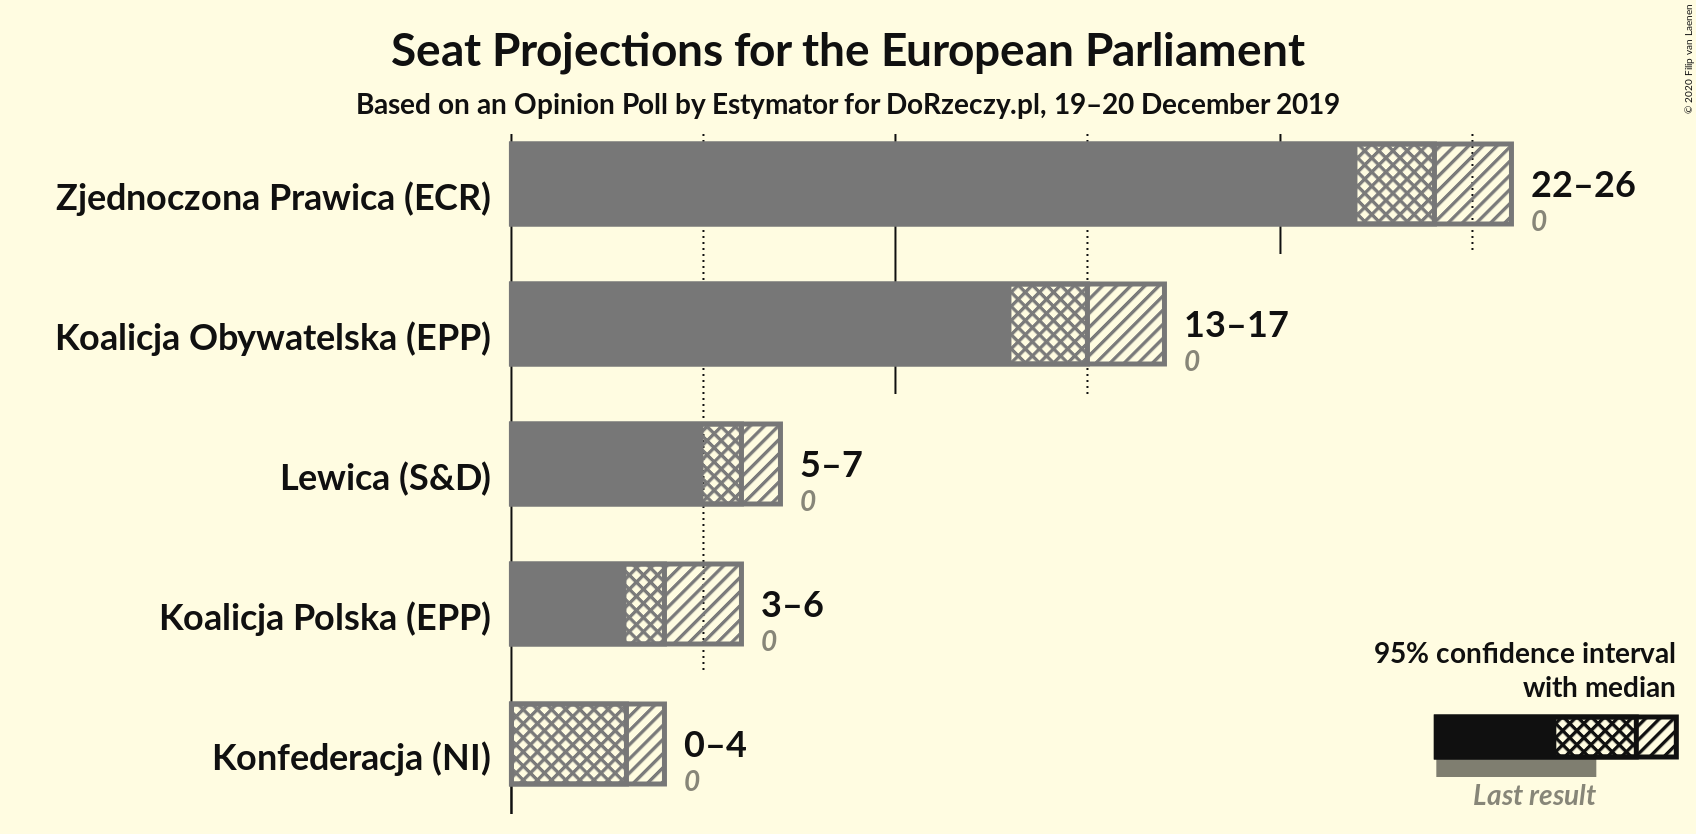 Seat Projections for the European Parliament
Based on an Opinion Poll by Estymator for DoRzeczy.pl, 19–20 December 2019
© 2020 Filip van Laenen
Zjednoczona Prawica (ECR)
22–26
0
Koalicja Obywatelska (EPP)
13–17
0
Lewica (S&D)
5–7
0
Koalicja Polska (EPP)
3–6
0
Konfederacja (NI)
0–4
0
95% confidence interval
with median
Last result